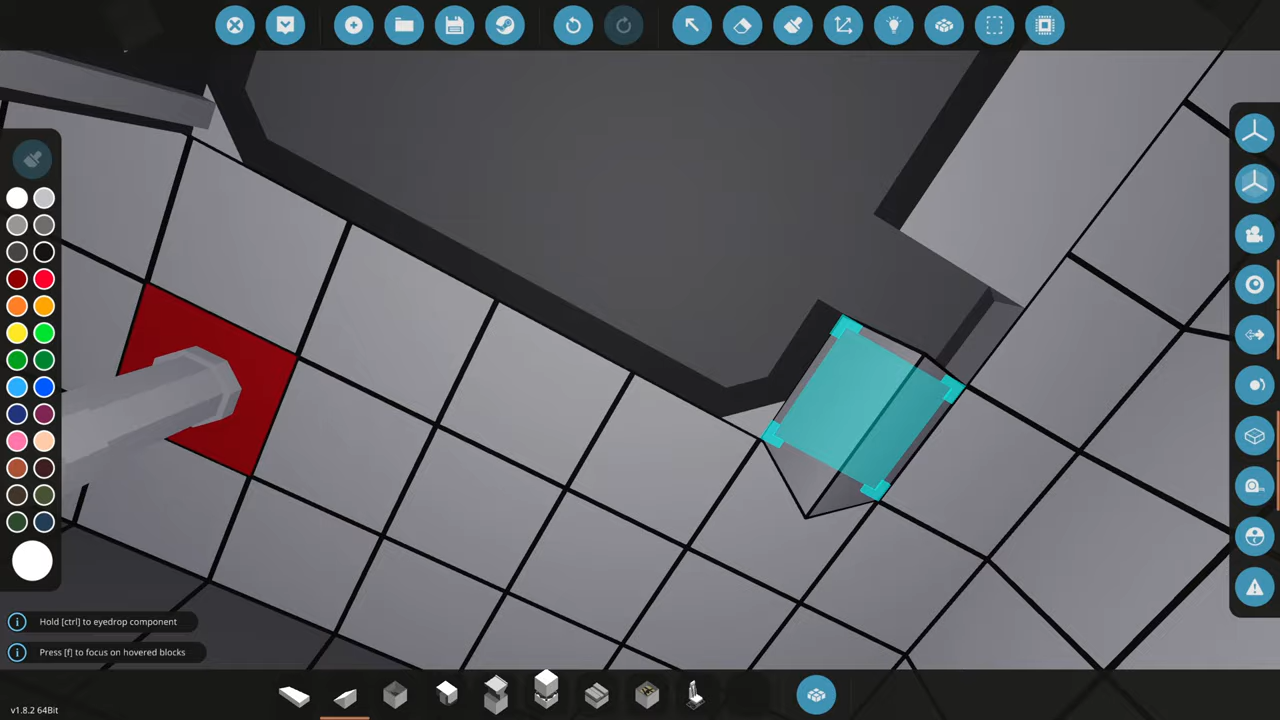 Hold [ctrl] to eyedrop component
Press [f] to focus on hovered blocks
v1.8.2 64Bit